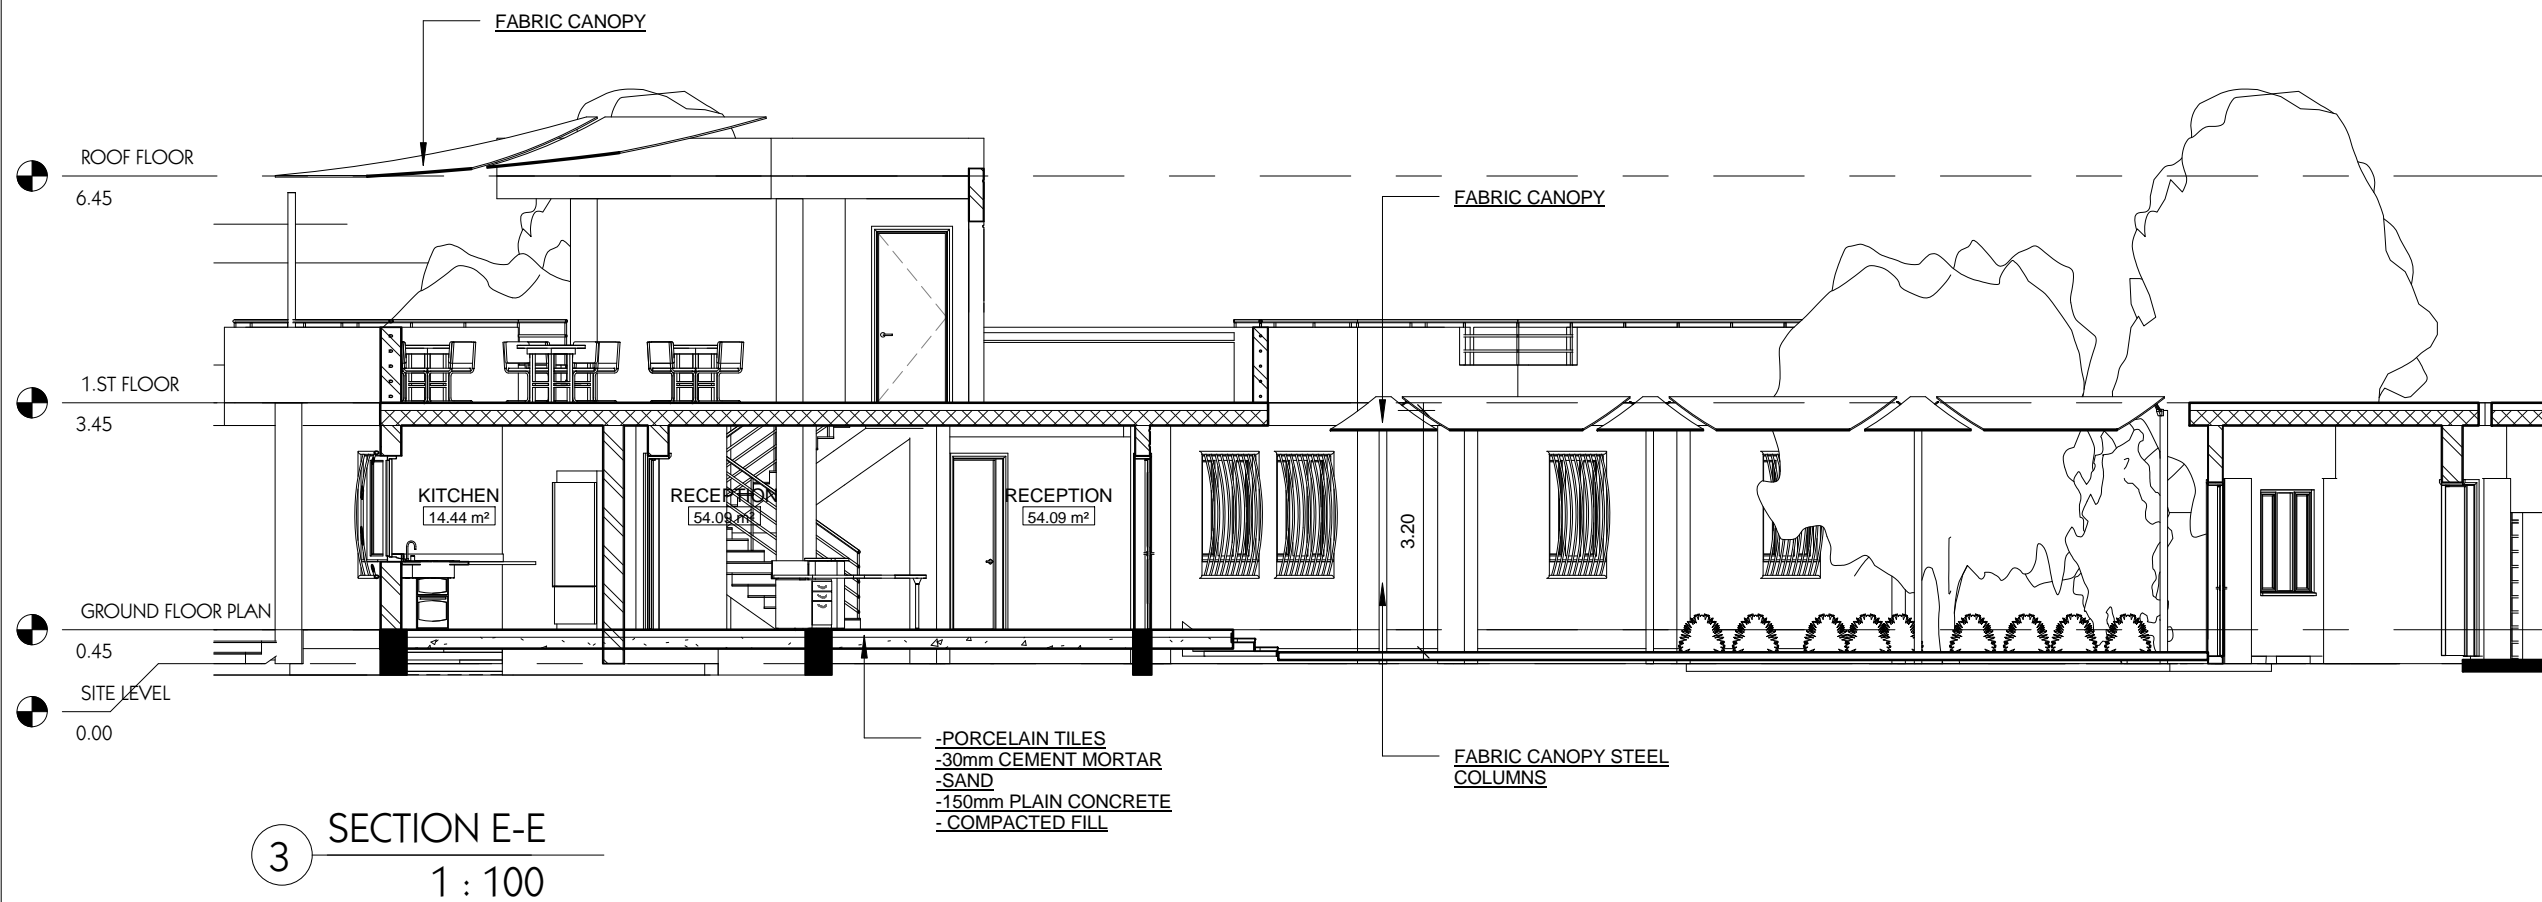 FABRIC CANOPY
ROOF FLOOR
6.45
FABRIC CANOPY
1.ST FLOOR
3.45
KITCHEN
14.44 m²
RECEPTION
54.09 m²
RECEPTION
54.09 m²
3.20
GROUND FLOOR PLAN
0.45
SITE LEVEL
0.00
-PORCELAIN TILES
-30mm CEMENT MORTAR
-SAND
-150mm PLAIN CONCRETE
- COMPACTED FILL
FABRIC CANOPY STEEL
COLUMNS
3
SECTION E-E
1 : 100